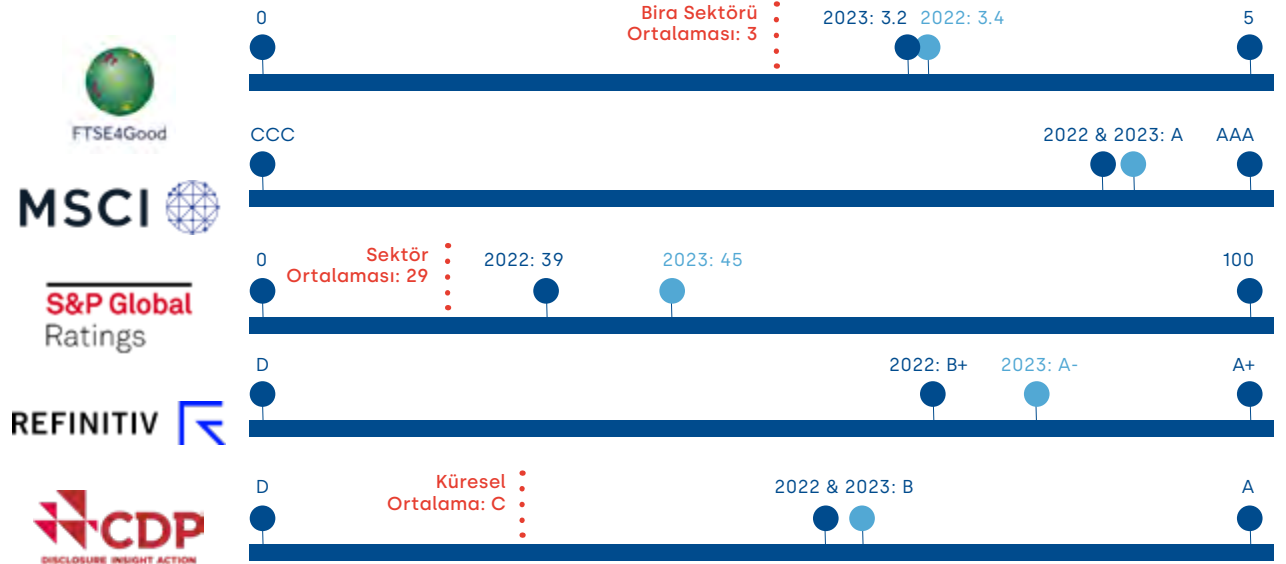 0
Bira Sektörü
Ortalaması: 3
2023: 3.2
2022: 3.4
5
FTSE4Good
CCC
2022 & 2023: A
AAA
MSCI
0
Sektör
Ortalaması: 29
2022: 39
2023: 45
100
S&P Global
Ratings
D
2022: B+
2023: A-
A+
REFINITIV
D
Küresel
Ortalama: C
2022 & 2023: B
A
CDP
DISCLOSURE INSIGHT ACTION